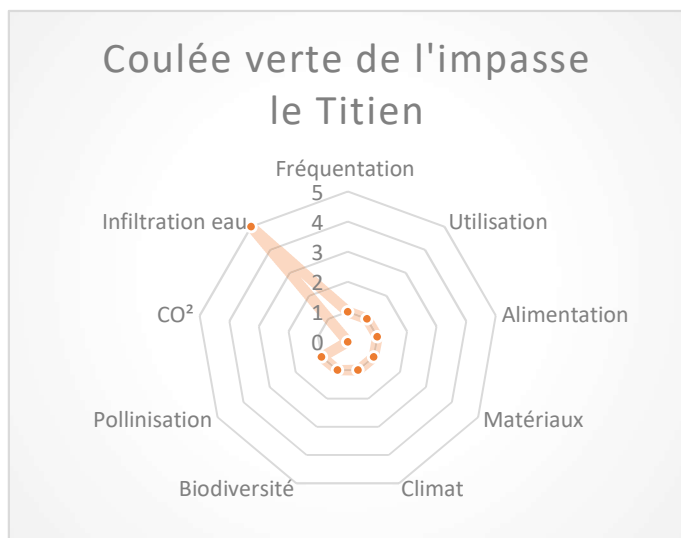 Coulée verte de l'impasse
le Titien
Fréquentation
5
Infiltration eau
4
Utilisation
3
2
CO²
1
Alimentation
0
Pollinisation
Matériaux
Biodiversité
Climat